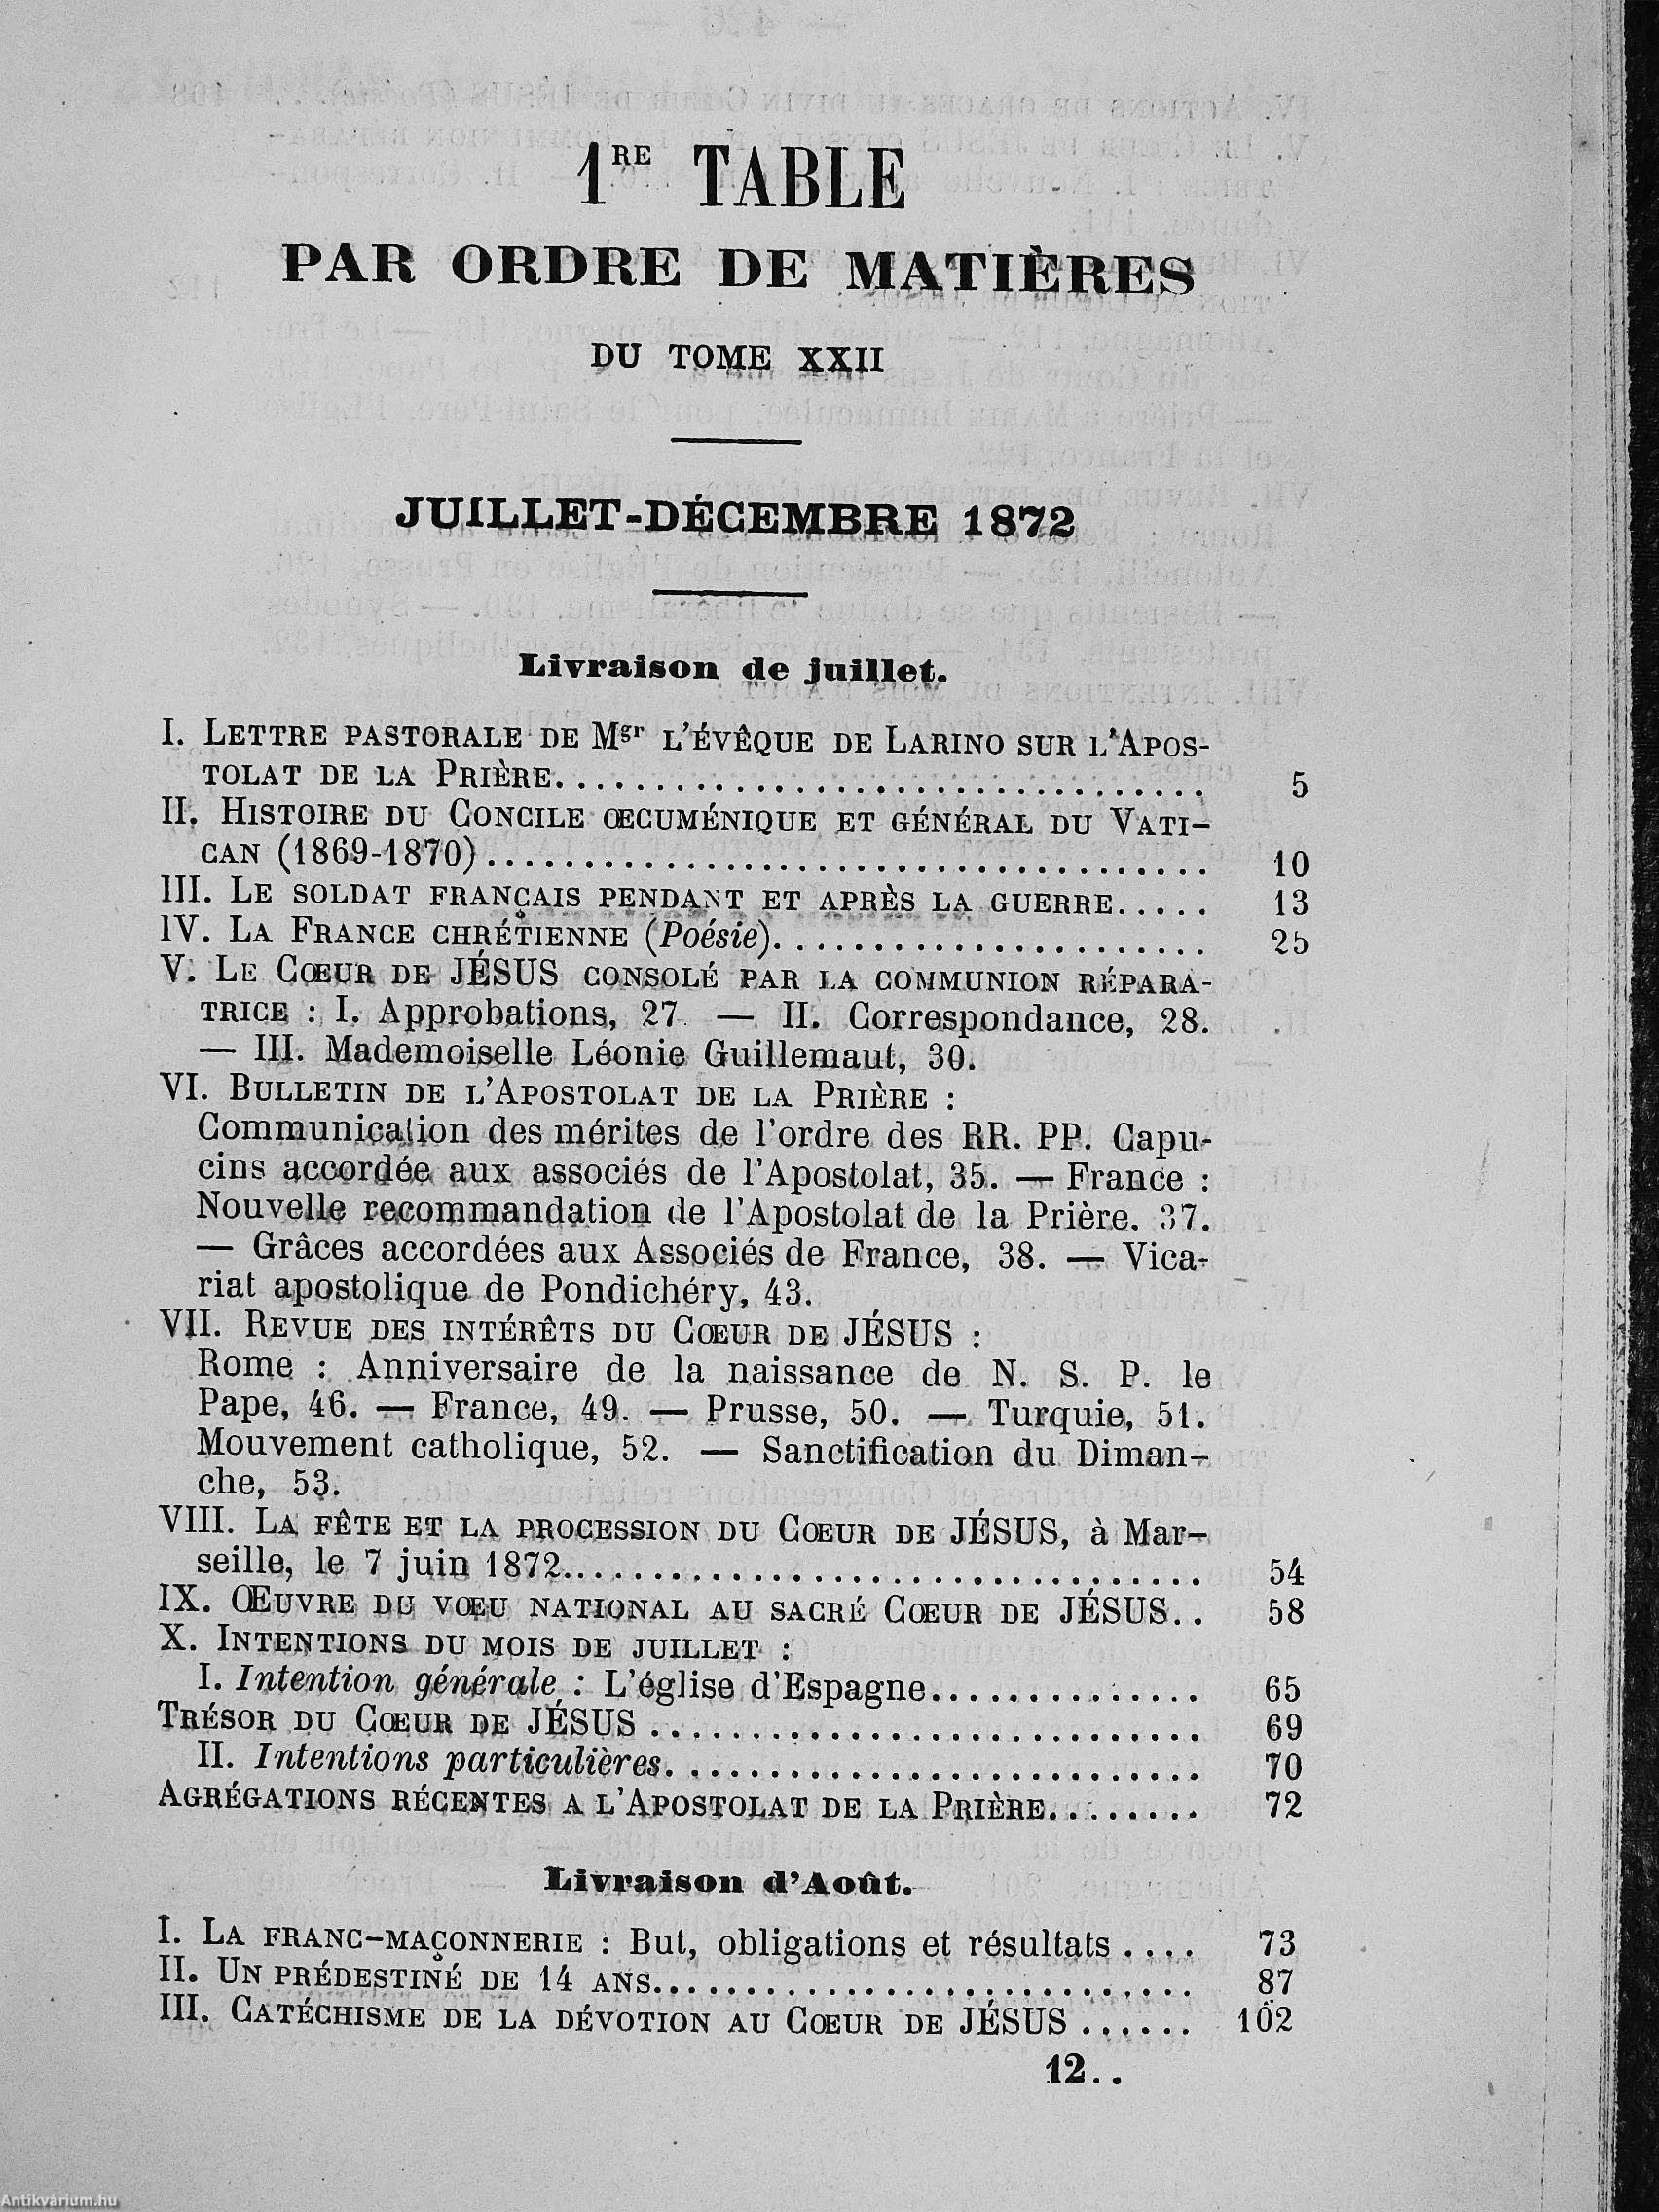 1RE TABLE
PAR ORDRE DE MATIÈRES
DU TOME XXII
JUILLET-DÉCEMBRE 1872
Livraison de juillet.
I. LETTRE PASTORALE DE Mgr L'ÉVÊQUE DE LARINO SUR L'APOS-
TOLAT DE LA PRIÈRE.................................. 5
II. HISTOIRE DU CONCILE ŒCUMÉNIQUE ET GÉNÉRAL DU VATI-
CAN (1869-1870)...................................... 10
III. LE SOLDAT FRANÇAIS PENDANT ET APRÈS LA GUERRE..... 13
IV. LA FRANCE CHRÉTIENNE (Poésie)....................... 25
V. LE CŒUR DE JÉSUS CONSOLÉ PAR LA COMMUNION RÉPARA-
TRICE : I. Approbations, 27. — II. Correspondance, 28.
— III. Mademoiselle Léonie Guillemaut, 30.
VI. BULLETIN DE L'APOSTOLAT DE LA PRIÈRE :
Communication des mérites de l'ordre des RR. PP. Capu-
cins accordée aux associés de l'Apostolat, 35. — France :
Nouvelle recommandation de l'Apostolat de la Prière. 37.
— Grâces accordées aux Associés de France, 38. — Vica-
riat apostolique de Pondichéry, 43.
VII. REVUE DES INTÉRÊTS DU CŒUR DE JÉSUS :
Rome : Anniversaire de la naissance de N. S. P. le
Pape, 46. — France, 49. — Prusse, 50. — Turquie, 51.
Mouvement catholique, 52. — Sanctification du Diman-
che, 53.
VIII. LA FÊTE ET LA PROCESSION DU CŒUR DE JÉSUS, à Mar-
seille, le 7 juin 1872.................................. 54
IX. ŒUVRE DU VŒU NATIONAL AU SACRÉ CŒUR DE JÉSUS.. 58
X. INTENTIONS DU MOIS DE JUILLET :
I. Intention générale : L'église d'Espagne.............. 65
TRÉSOR DU CŒUR DE JÉSUS ............................. 69
II. Intentions particulières............................ 70
AGRÉGATIONS RÉCENTES A L'APOSTOLAT DE LA PRIÈRE........ 72
Livraison d'Août.
I. LA FRANC-MAÇONNERIE : But, obligations et résultats .... 73
II. UN PRÉDESTINÉ DE 14 ANS............................ 87
III. CATÉCHISME DE LA DÉVOTION AU CŒUR DE JÉSUS ...... 102
12..
Antikvárium.hu